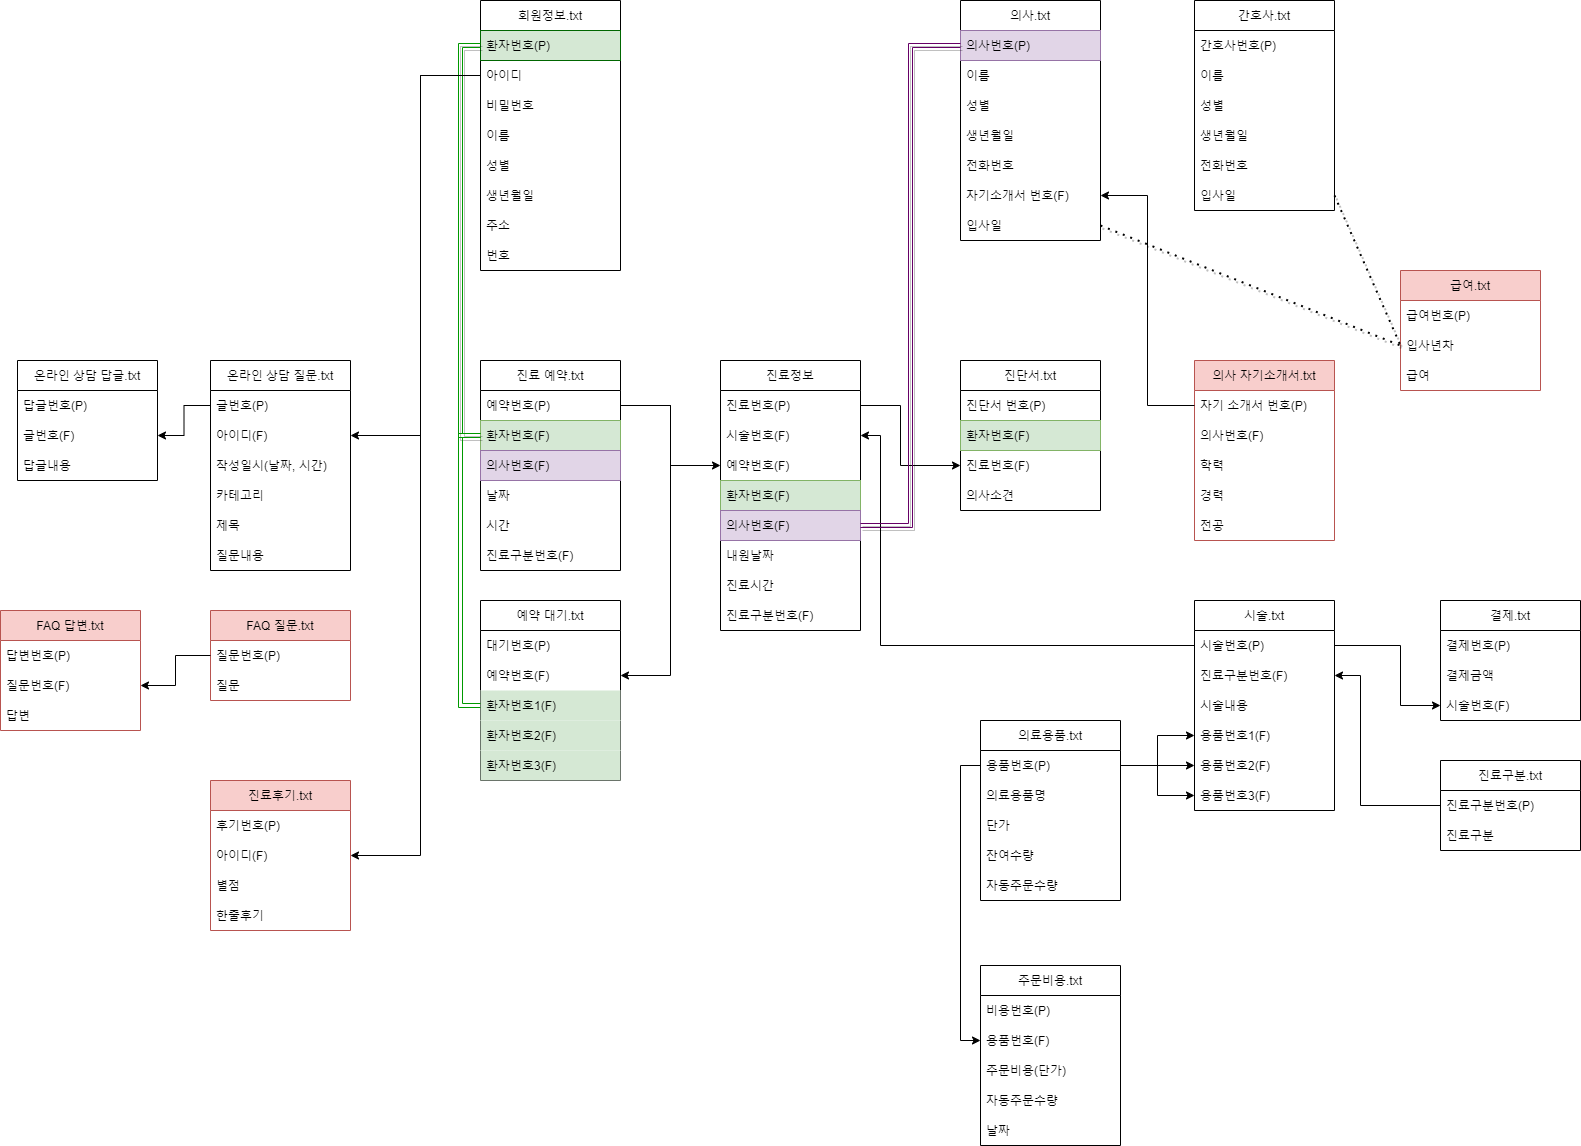 회원정보.txt
환자번호(P)
아이디
비밀번호
이름
성별
생년월일
주소
번호
의사.txt
의사번호(P)
이름
성별
생년월일
전화번호
자기소개서 번호(F)
입사일
간호사.txt
간호사번호(P)
이름
성별
생년월일
전화번호
입사일
급여.txt
급여번호(P)
입사년차
급여
온라인 상담 답글.txt
답글번호(P)
글번호(F)
답글내용
온라인 상담 질문.txt
글번호(P)
아이디(F)
작성일시(날짜, 시간)
카테고리
제목
질문내용
진료 예약.txt
예약번호(P)
환자번호(F)
의사번호(F)
날짜
시간
진료구분번호(F)
진료정보
진료번호(P)
시술번호(F)
예약번호(F)
환자번호(F)
의사번호(F)
내원날짜
진료시간
진료구분번호(F)
진단서.txt
진단서 번호(P)
환자번호(F)
진료번호(F)
의사소견
의사 자기소개서.txt
자기 소개서 번호(P)
의사번호(F)
학력
경력
전공
FAQ 답변.txt
답변번호(P)
질문번호(F)
답변
FAQ 질문.txt
질문번호(P)
질문
예약 대기.txt
대기번호(P)
예약번호(F)
환자번호1(F)
환자번호2(F)
환자번호3(F)
시술.txt
시술번호(P)
진료구분번호(F)
시술내용
용품번호1(F)
용품번호2(F)
용품번호3(F)
결제.txt
결제번호(P)
결제금액
시술번호(F)
의료용품.txt
용품번호(P)
의료용품명
단가
잔여수량
자동주문수량
진료구분.txt
진료구분번호(P)
진료구분
진료후기.txt
후기번호(P)
아이디(F)
별점
한줄후기
주문비용.txt
비용번호(P)
용품번호(F)
주문비용(단가)
자동주문수량
날짜